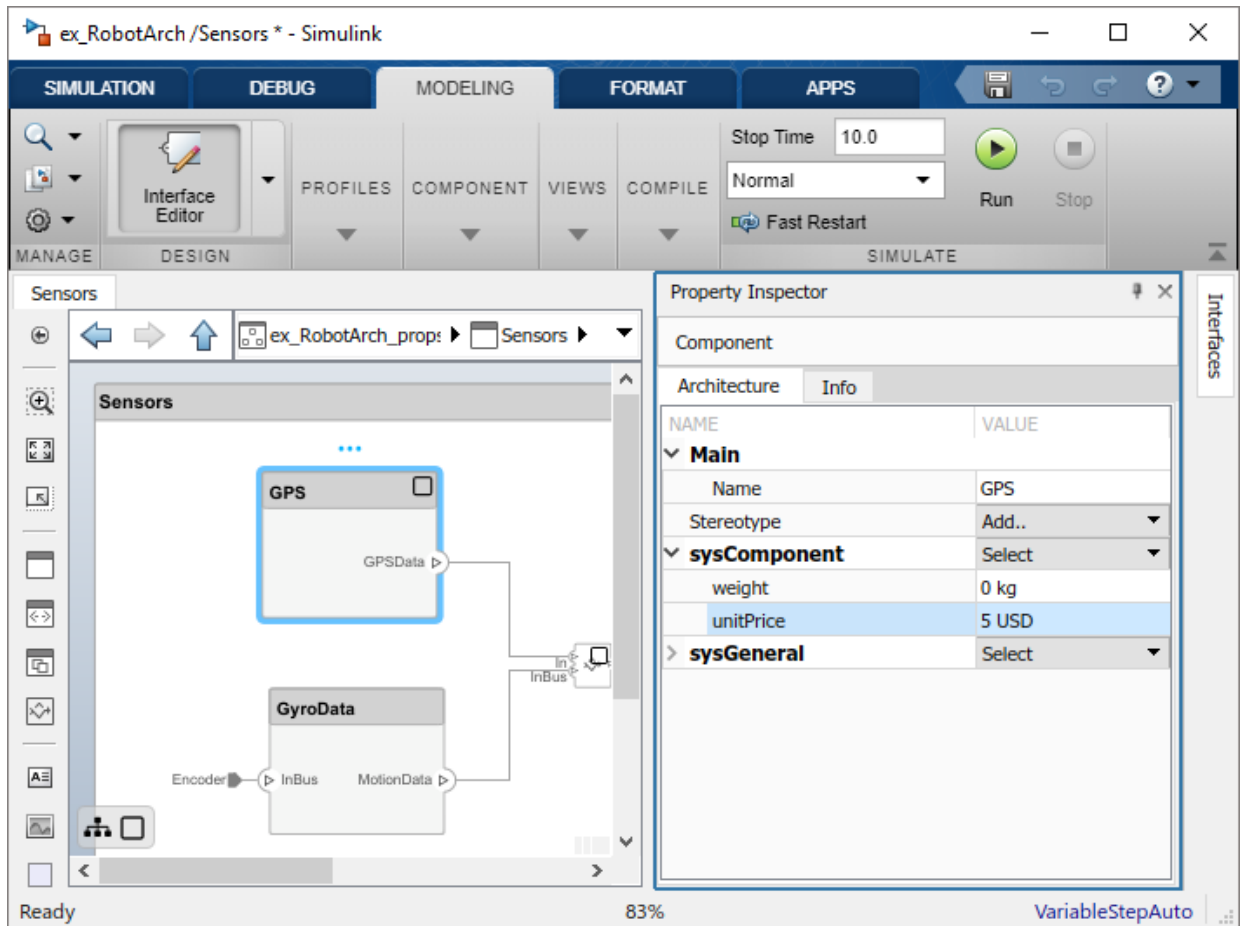 ex_RobotArch /Sensors * - Simulink
SIMULATION DEBUG MODELING FORMAT APPS
Stop Time 10.0
Normal
Fast Restart
Interface
Editor
PROFILES COMPONENT VIEWS COMPILE
Run Stop
MANAGE DESIGN SIMULATE
Sensors
ex_RobotArch_props Sensors
Sensors
GPS
GPSData
In
InBus
GyroData
Encoder InBus MotionData
Property Inspector
Component
Architecture Info
NAME VALUE
Main
Name GPS
Stereotype Add..
sysComponent Select
weight 0 kg
unitPrice 5 USD
sysGeneral Select
Interfaces
Ready 83% VariableStepAuto